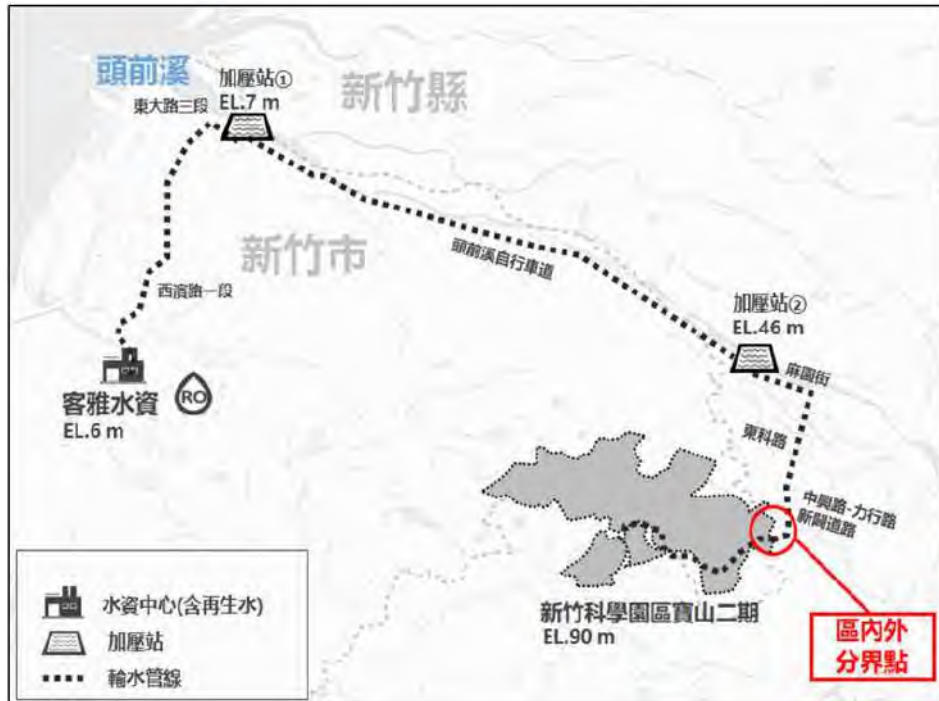 頭前溪
東大路三段
加壓站①
EL.7 m
新竹縣
新竹市
頭前溪自行車道
西濱路一段
加壓站②
EL.46 m
麻園街
東科路
客雅水資
EL.6 m
RO
中興路-力行路
新闢道路
新竹科學園區寶山二期
EL.90 m
區內外
分界點
水資中心(含再生水)
加壓站
輸水管線